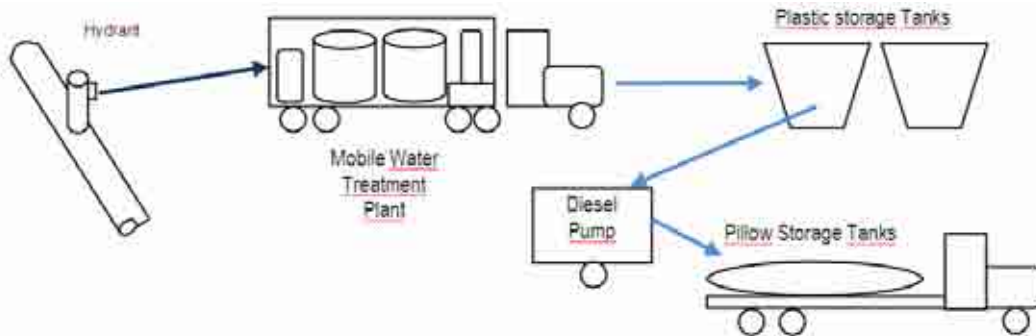 Hydrant
Plastic storage Tanks
Mobile Water
Treatment
Plant
Diesel
Pump
Pillow Storage Tanks